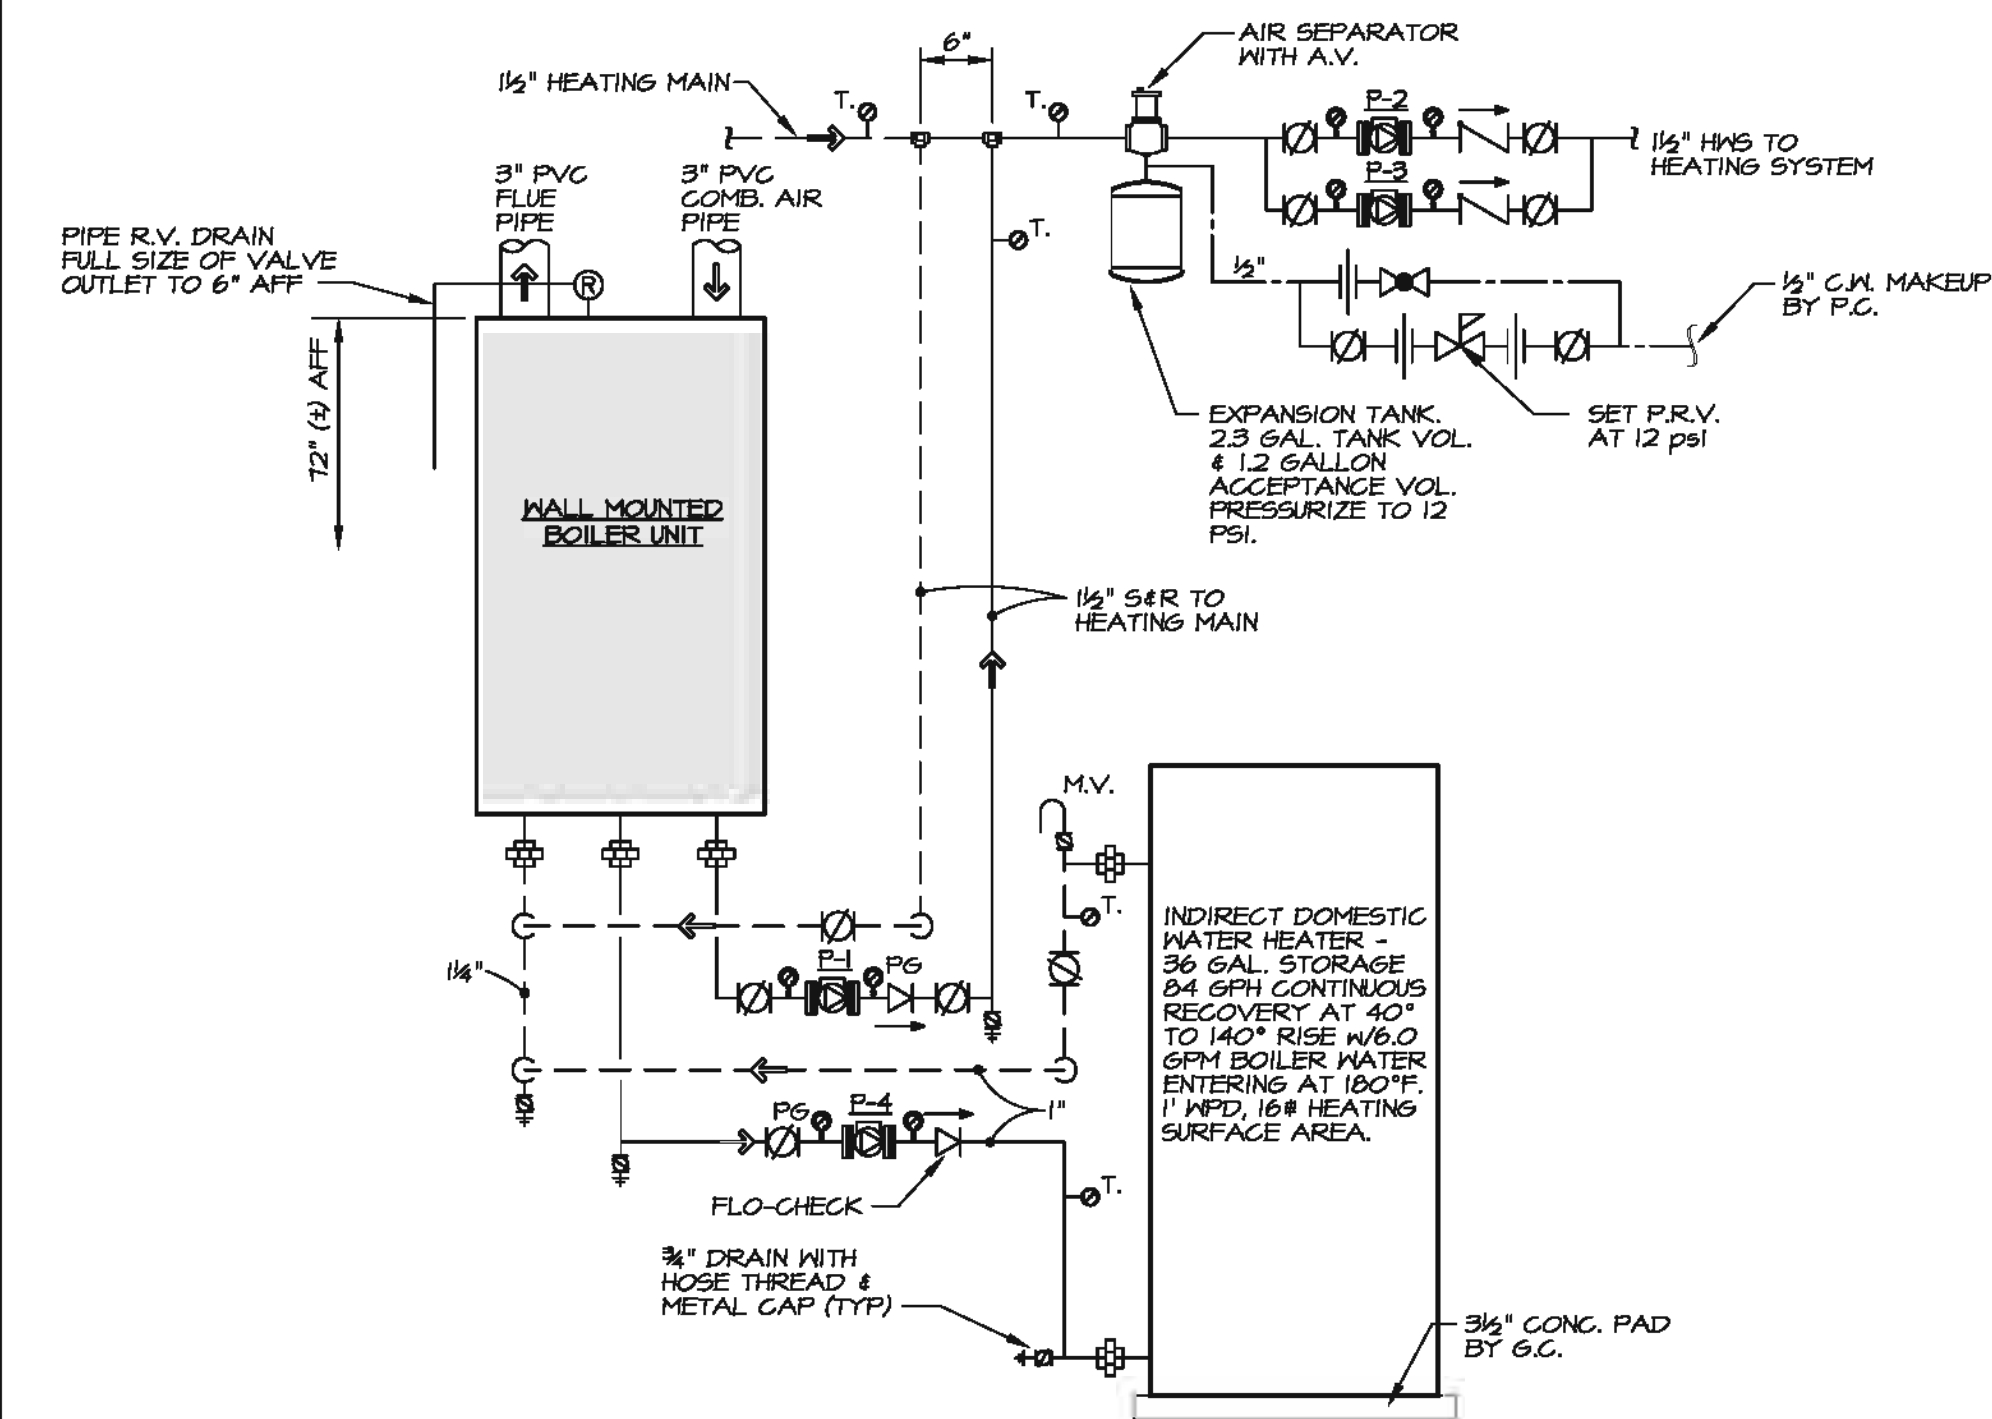 6"
AIR SEPARATOR
WITH A.V.
1½" HEATING MAIN
T.
T.
P-2
1½" HWS TO
HEATING SYSTEM
P-3
3" PVC
FLUE
PIPE
3" PVC
COMB. AIR
PIPE
T.
PIPE R.V. DRAIN
FULL SIZE OF VALVE
OUTLET TO 6" AFF
R
½"
½" C.W. MAKEUP
BY P.C.
72" (±) AFF
EXPANSION TANK.
2.3 GAL. TANK VOL.
& 1.2 GALLON
ACCEPTANCE VOL.
PRESSURIZE TO 12
PSI.
SET P.R.V.
AT 12 psi
WALL MOUNTED
BOILER UNIT
1½" S&R TO
HEATING MAIN
M.V.
T.
INDIRECT DOMESTIC
WATER HEATER -
36 GAL. STORAGE
84 GPH CONTINUOUS
RECOVERY AT 40°
TO 140° RISE W/6.0
GPM BOILER WATER
ENTERING AT 180°F.
1' WPD, 16# HEATING
SURFACE AREA.
1¼"
P-1
PG
PG
P-4
1"
T.
FLO-CHECK
¾" DRAIN WITH
HOSE THREAD &
METAL CAP (TYP)
3½" CONC. PAD
BY G.C.